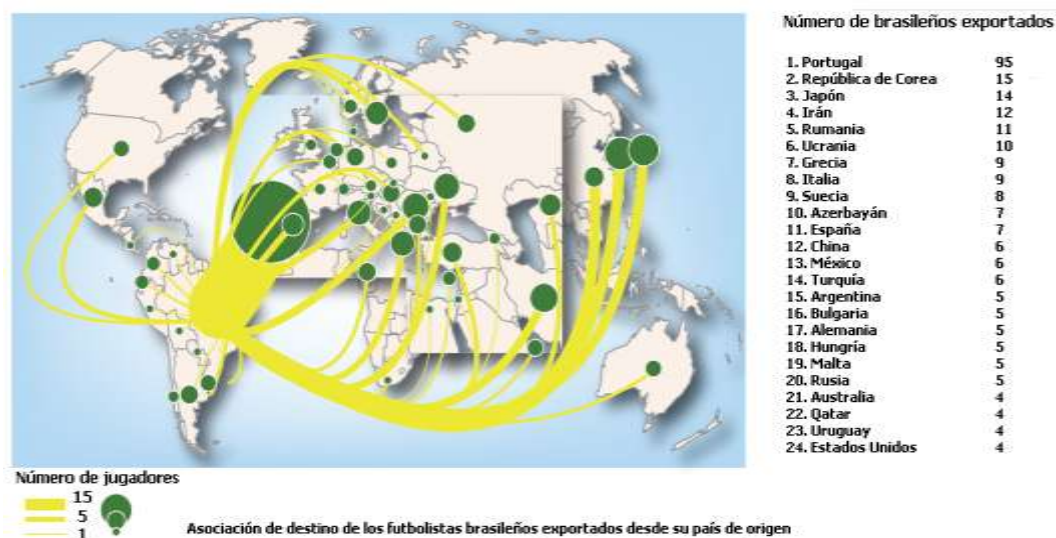 Número de brasileños exportados
1. Portugal 95
2. República de Corea 15
3. Japón 14
4. Irán 12
5. Rumania 11
6. Ucrania 10
7. Grecia 9
8. Italia 9
9. Suecia 8
10. Azerbayán 7
11. España 7
12. China 6
13. México 6
14. Turquía 6
15. Argentina 5
16. Bulgaria 5
17. Alemania 5
18. Hungría 5
19. Malta 5
20. Rusia 5
21. Australia 4
22. Qatar 4
23. Uruguay 4
24. Estados Unidos 4
Número de jugadores
15
5
1
Asociación de destino de los futbolistas brasileños exportados desde su país de origen